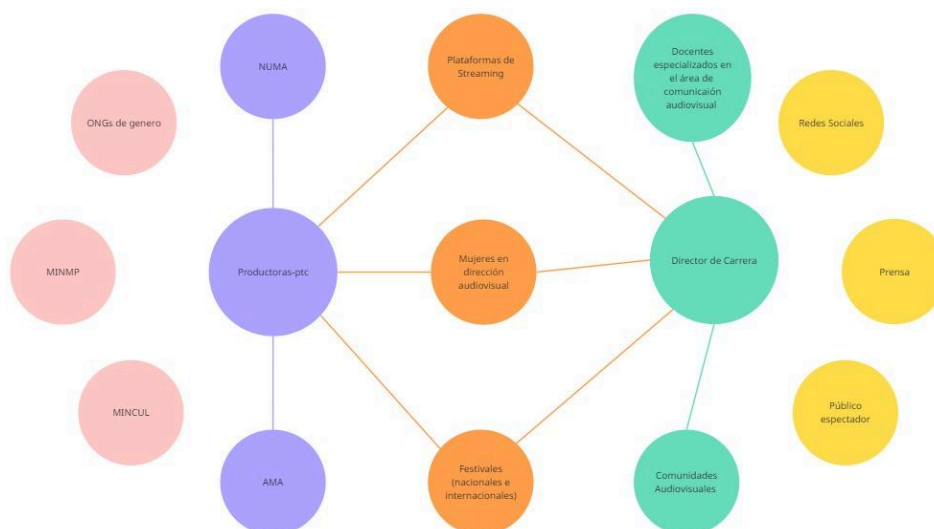 NUMA
Plataformas de
Streaming
Docentes
especializados en
el área de
comunicaión
audiovisual
ONGs de genero
Redes Sociales
MINMP
Productoras-ptc
Mujeres en
dirección
audiovisual
Director de Carrera
Prensa
MINCUL
Público
espectador
AMA
Festivales
(nacionales e
internacionales)
Comunidades
Audiovisuales